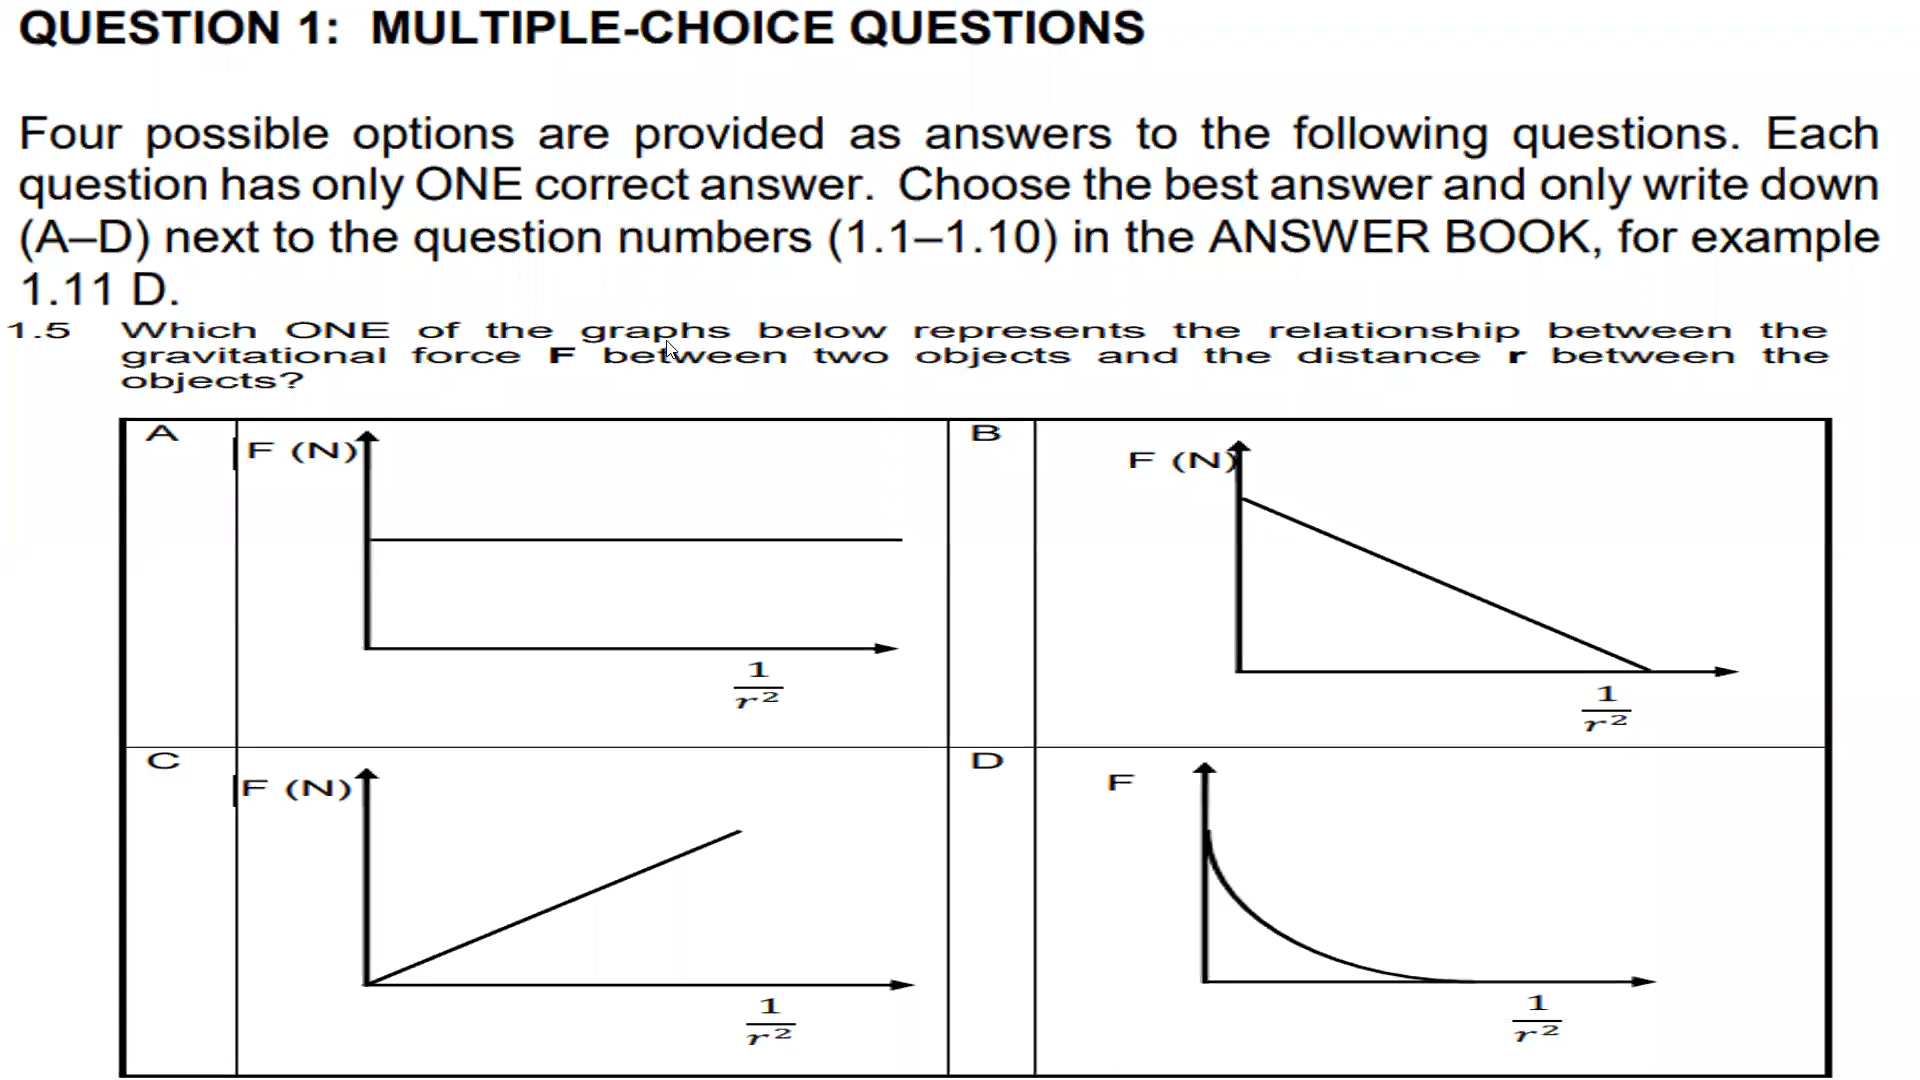 QUESTION 1: MULTIPLE-CHOICE QUESTIONS
Four possible options are provided as answers to the following questions. Each
question has only ONE correct answer. Choose the best answer and only write down
(A–D) next to the question numbers (1.1–1.10) in the ANSWER BOOK, for example
1.11 D.
1.5 Which ONE of the graphs below represents the relationship between the
gravitational force F between two objects and the distance r between the
objects?
A
F (N)
1
r²
B
F (N)
1
r²
C
F (N)
1
r²
D
F
1
r²